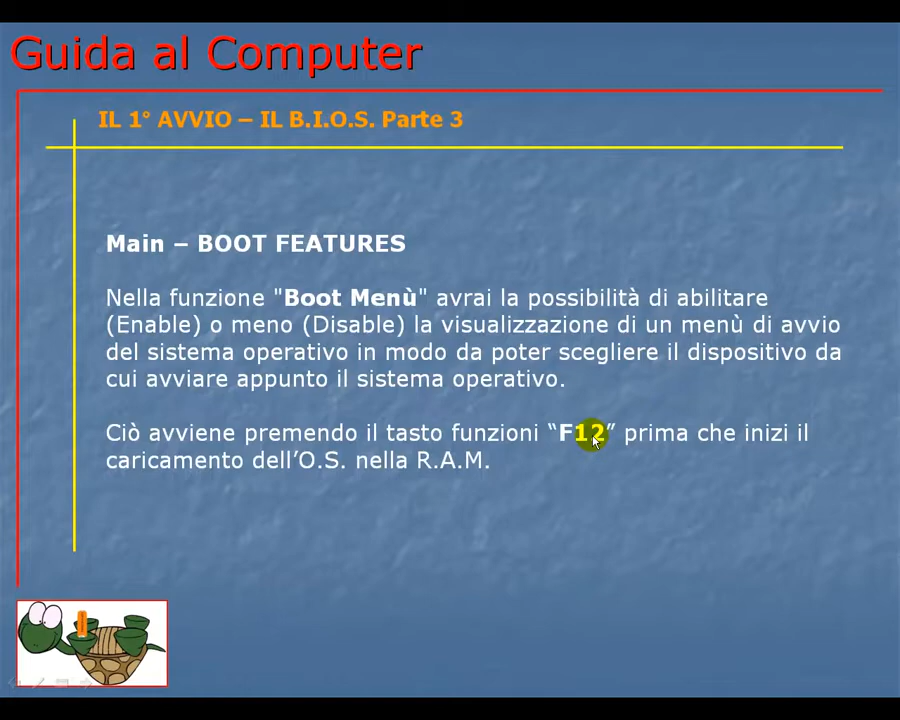 Guida al Computer
IL 1° AVVIO – IL B.I.O.S. Parte 3
Main – BOOT FEATURES
Nella funzione "Boot Menù" avrai la possibilità di abilitare
(Enable) o meno (Disable) la visualizzazione di un menù di avvio
del sistema operativo in modo da poter scegliere il dispositivo da
cui avviare appunto il sistema operativo.
Ciò avviene premendo il tasto funzioni “F12” prima che inizi il
caricamento dell’O.S. nella R.A.M.